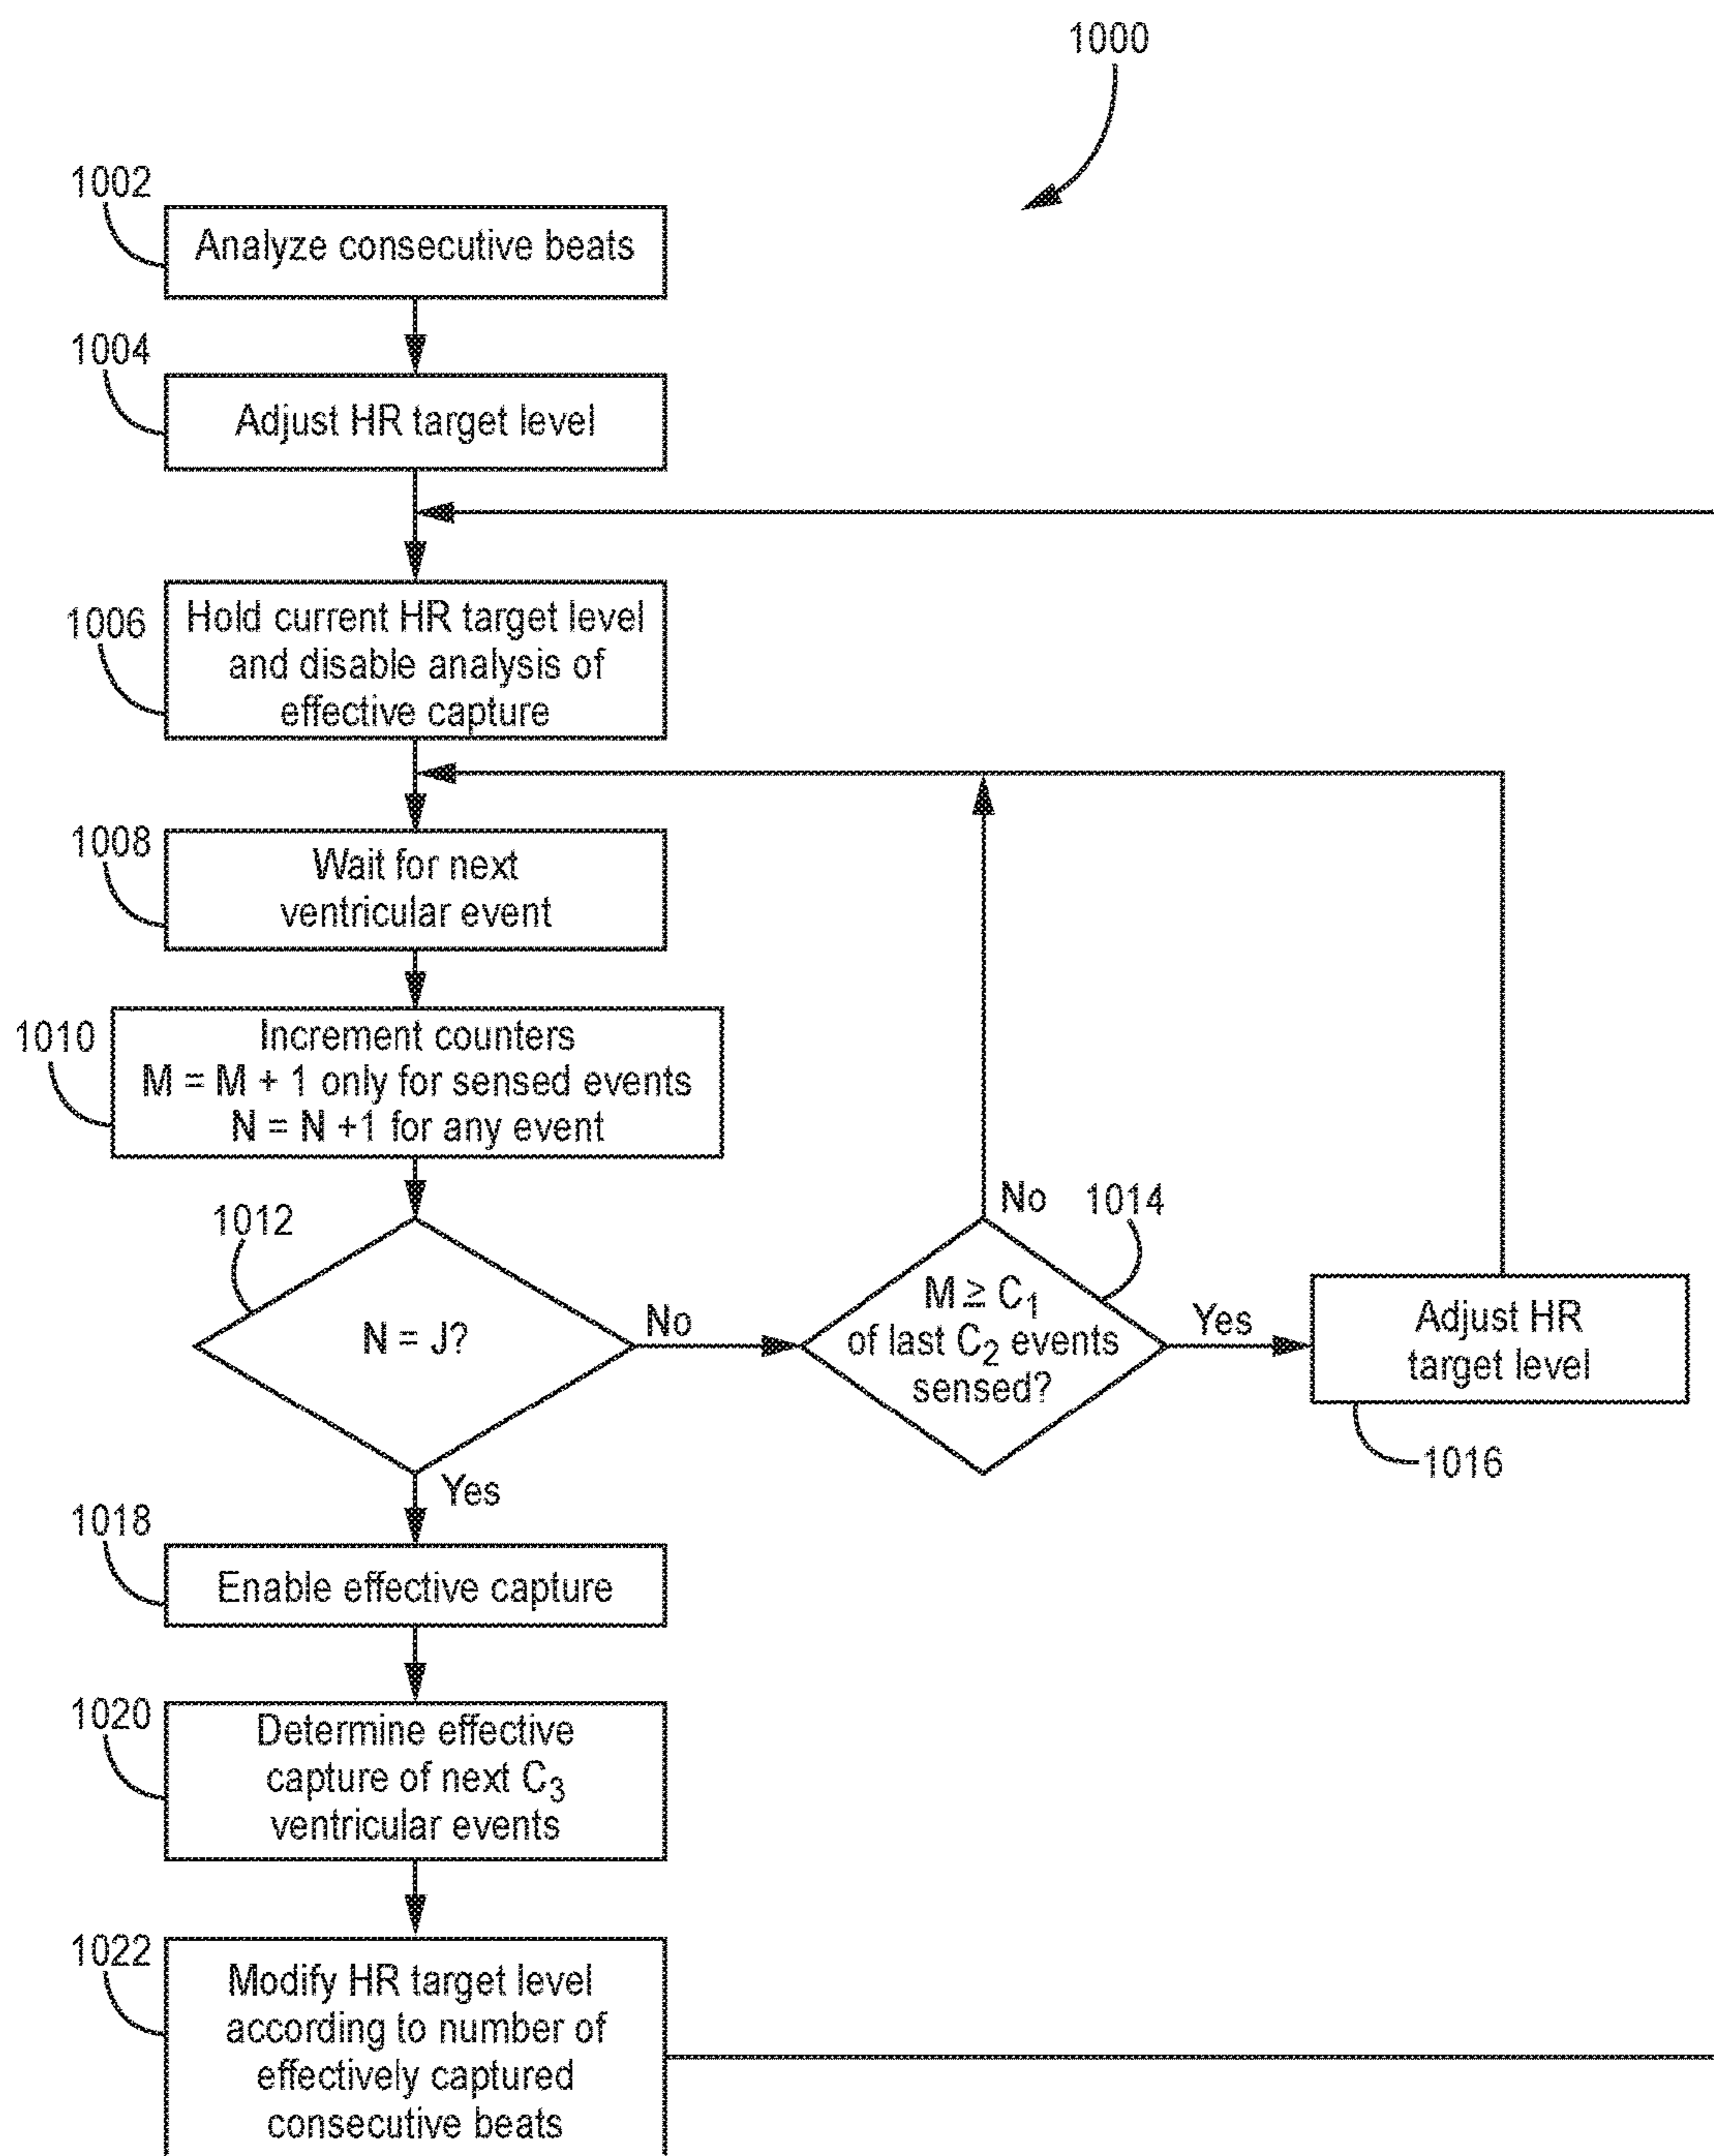 1000
1002
Analyze consecutive beats
1004
Adjust HR target level
1006
Hold current HR target level
and disable analysis of
effective capture
1008
Wait for next
ventricular event
1010
Increment counters
M = M + 1 only for sensed events
N = N +1 for any event
1012
N = J?
No
Yes
1014
M ≥ C₁
of last C₂ events
sensed?
No
Yes
Adjust HR
target level
1016
1018
Enable effective capture
1020
Determine effective
capture of next C₃
ventricular events
1022
Modify HR target level
according to number of
effectively captured
consecutive beats